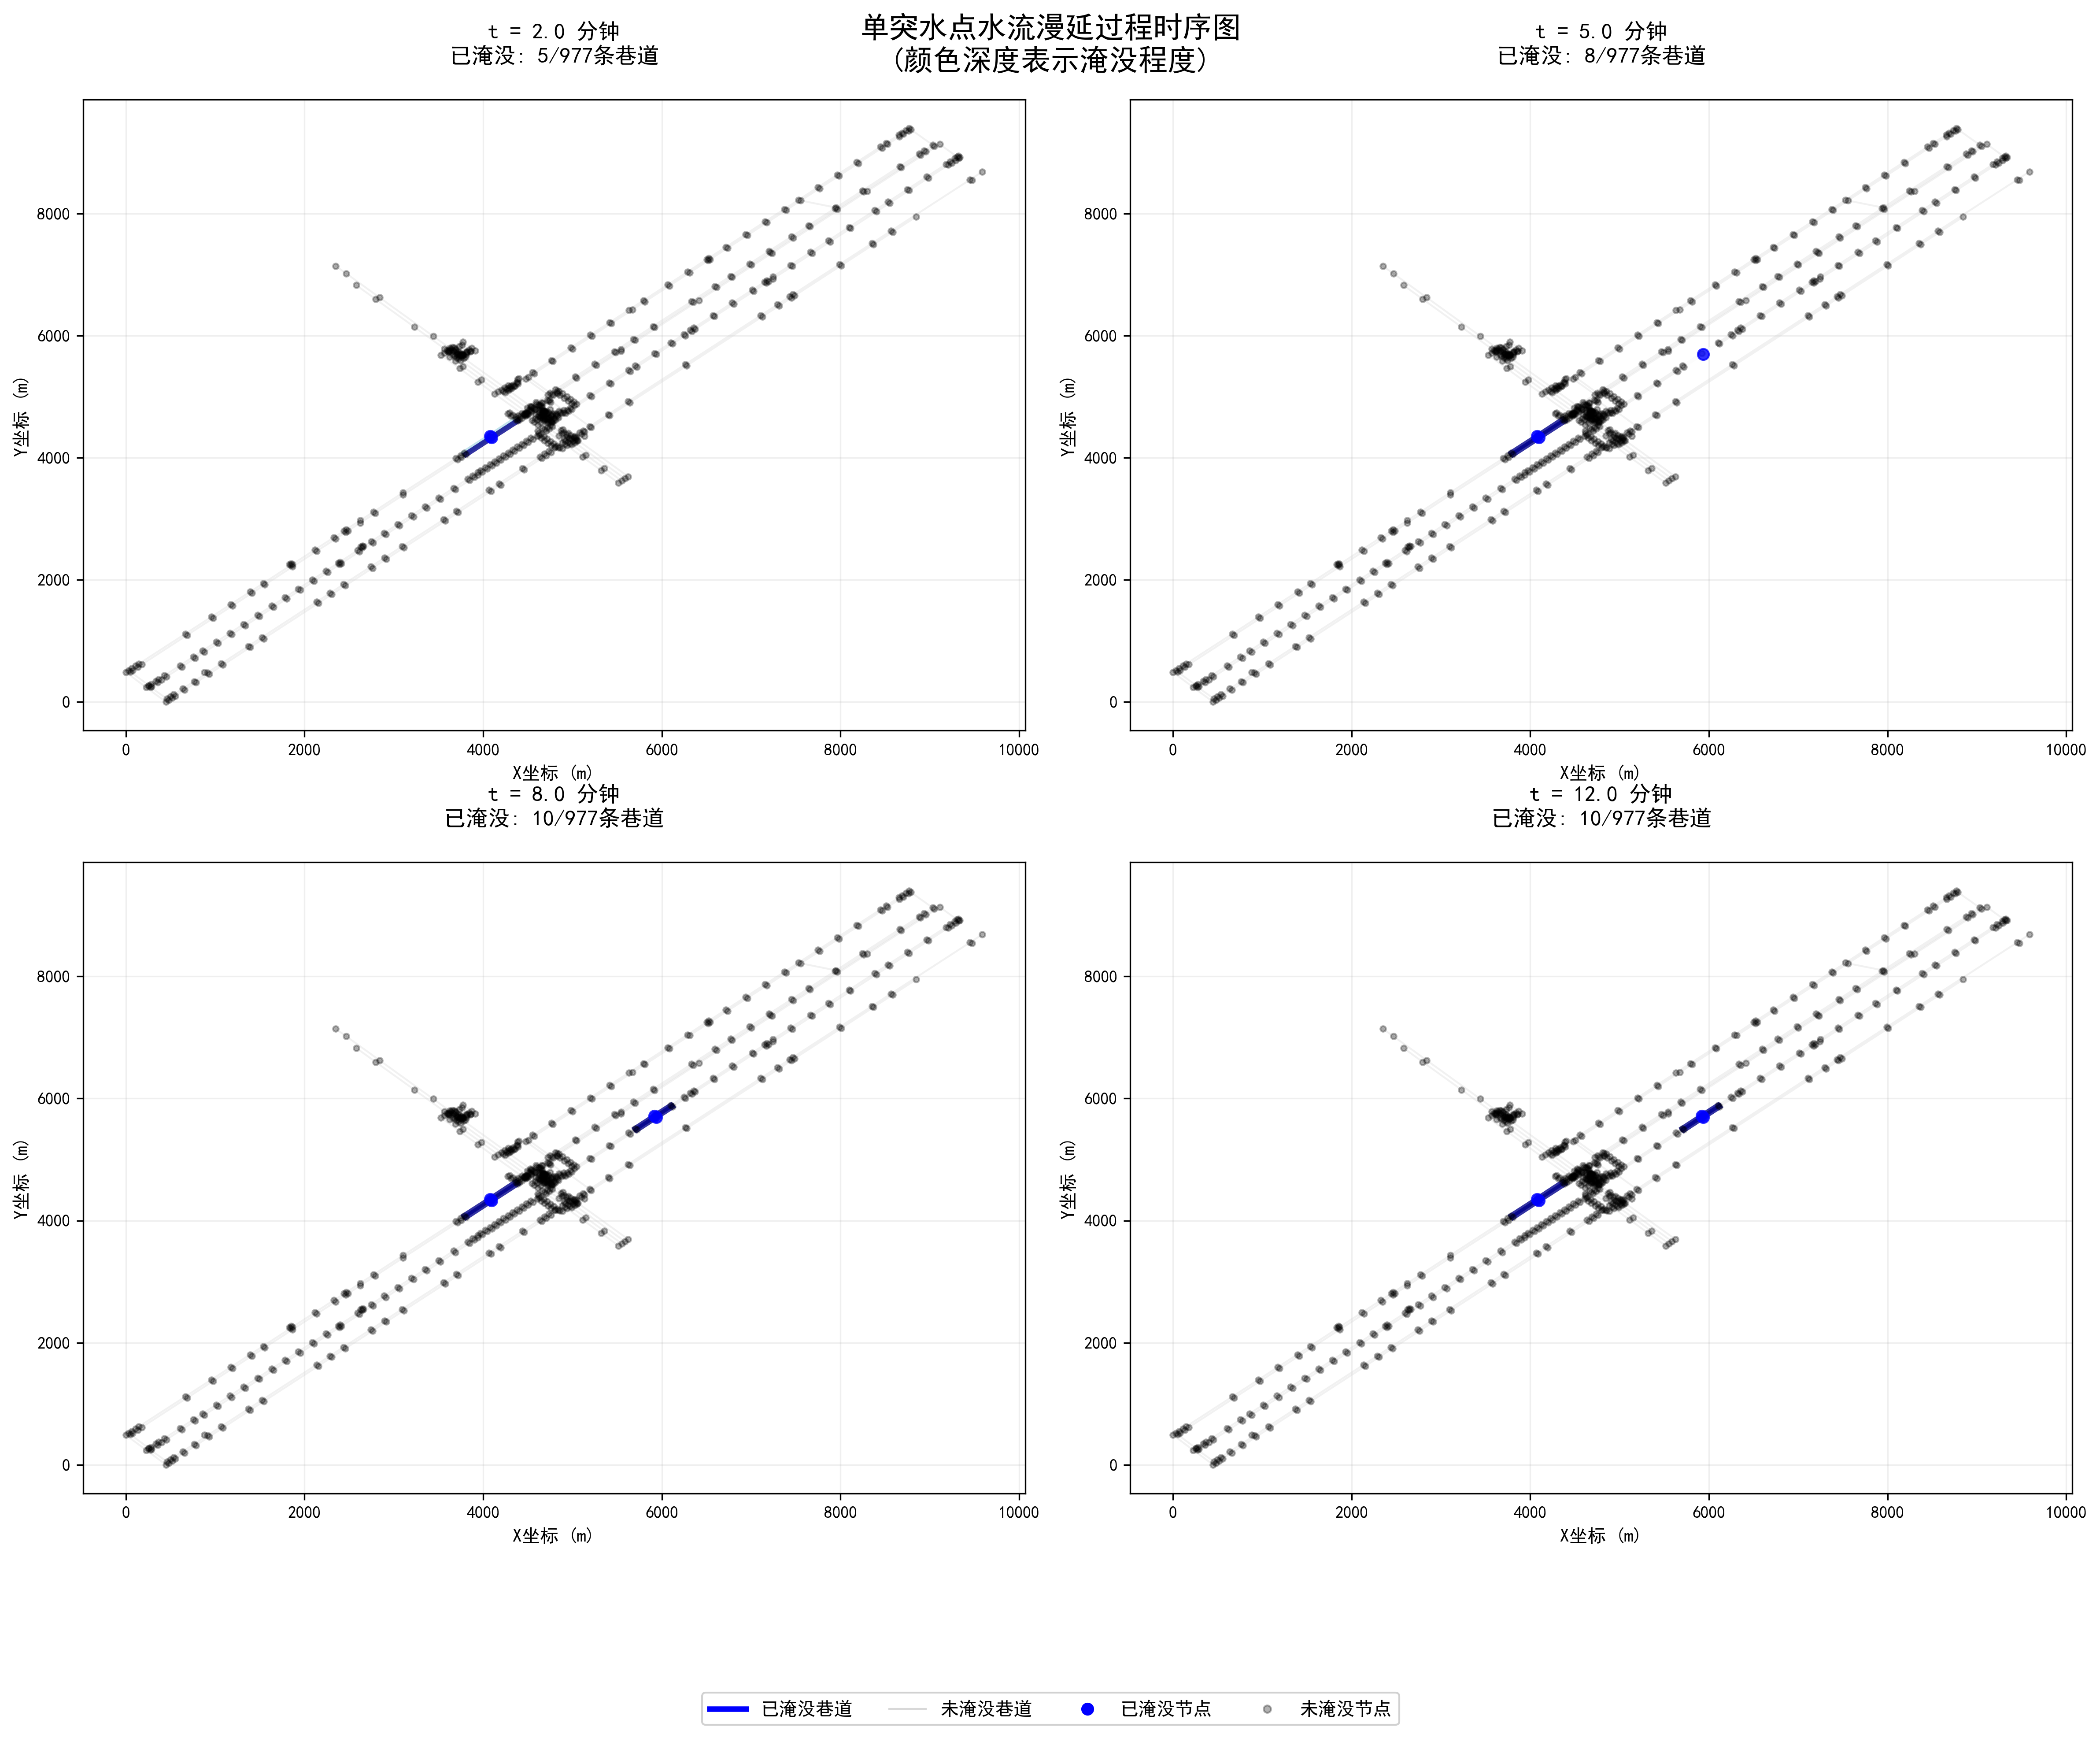 单突水点水流漫延过程时序图
(颜色深度表示淹没程度)
t = 2.0 分钟
已淹没: 5/977条巷道
Y坐标 (m)
8000
6000
4000
2000
0
0 2000 4000 6000 8000 10000
X坐标 (m)
t = 5.0 分钟
已淹没: 8/977条巷道
Y坐标 (m)
8000
6000
4000
2000
0
0 2000 4000 6000 8000 10000
X坐标 (m)
t = 8.0 分钟
已淹没: 10/977条巷道
Y坐标 (m)
8000
6000
4000
2000
0
0 2000 4000 6000 8000 10000
X坐标 (m)
t = 12.0 分钟
已淹没: 10/977条巷道
Y坐标 (m)
8000
6000
4000
2000
0
0 2000 4000 6000 8000 10000
X坐标 (m)
已淹没巷道 未淹没巷道 已淹没节点 未淹没节点